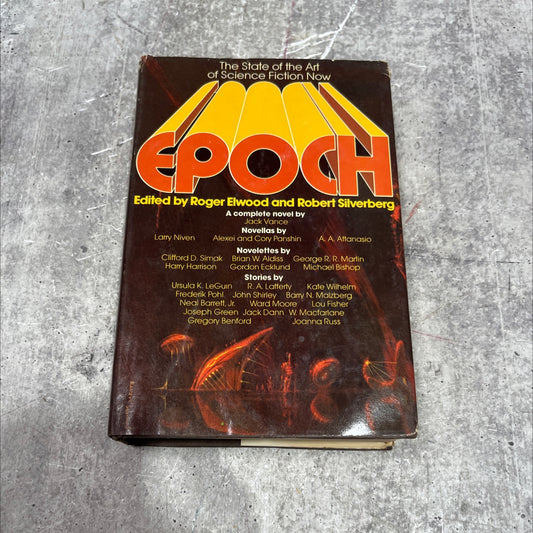 The State of the Art
of Science Fiction Now
EPOCH
Edited by Roger Elwood and Robert Silverberg
A complete novel by
Jack Vance
Novellas by
Larry Niven Alexei and Cory Panshin A. A. Attanasio
Novelettes by
Clifford D. Simak Brian W. Aldiss George R. R. Martin
Harry Harrison Gordon Ecklund Michael Bishop
Stories by
Ursula K. LeGuin R. A. Lafferty Kate Wilhelm
Frederik Pohl John Shirley Barry N. Malzberg
Neal Barrett, Jr. Ward Moore Lou Fisher
Joseph Green Jack Dann W. Macfarlane
Gregory Benford Joanna Russ